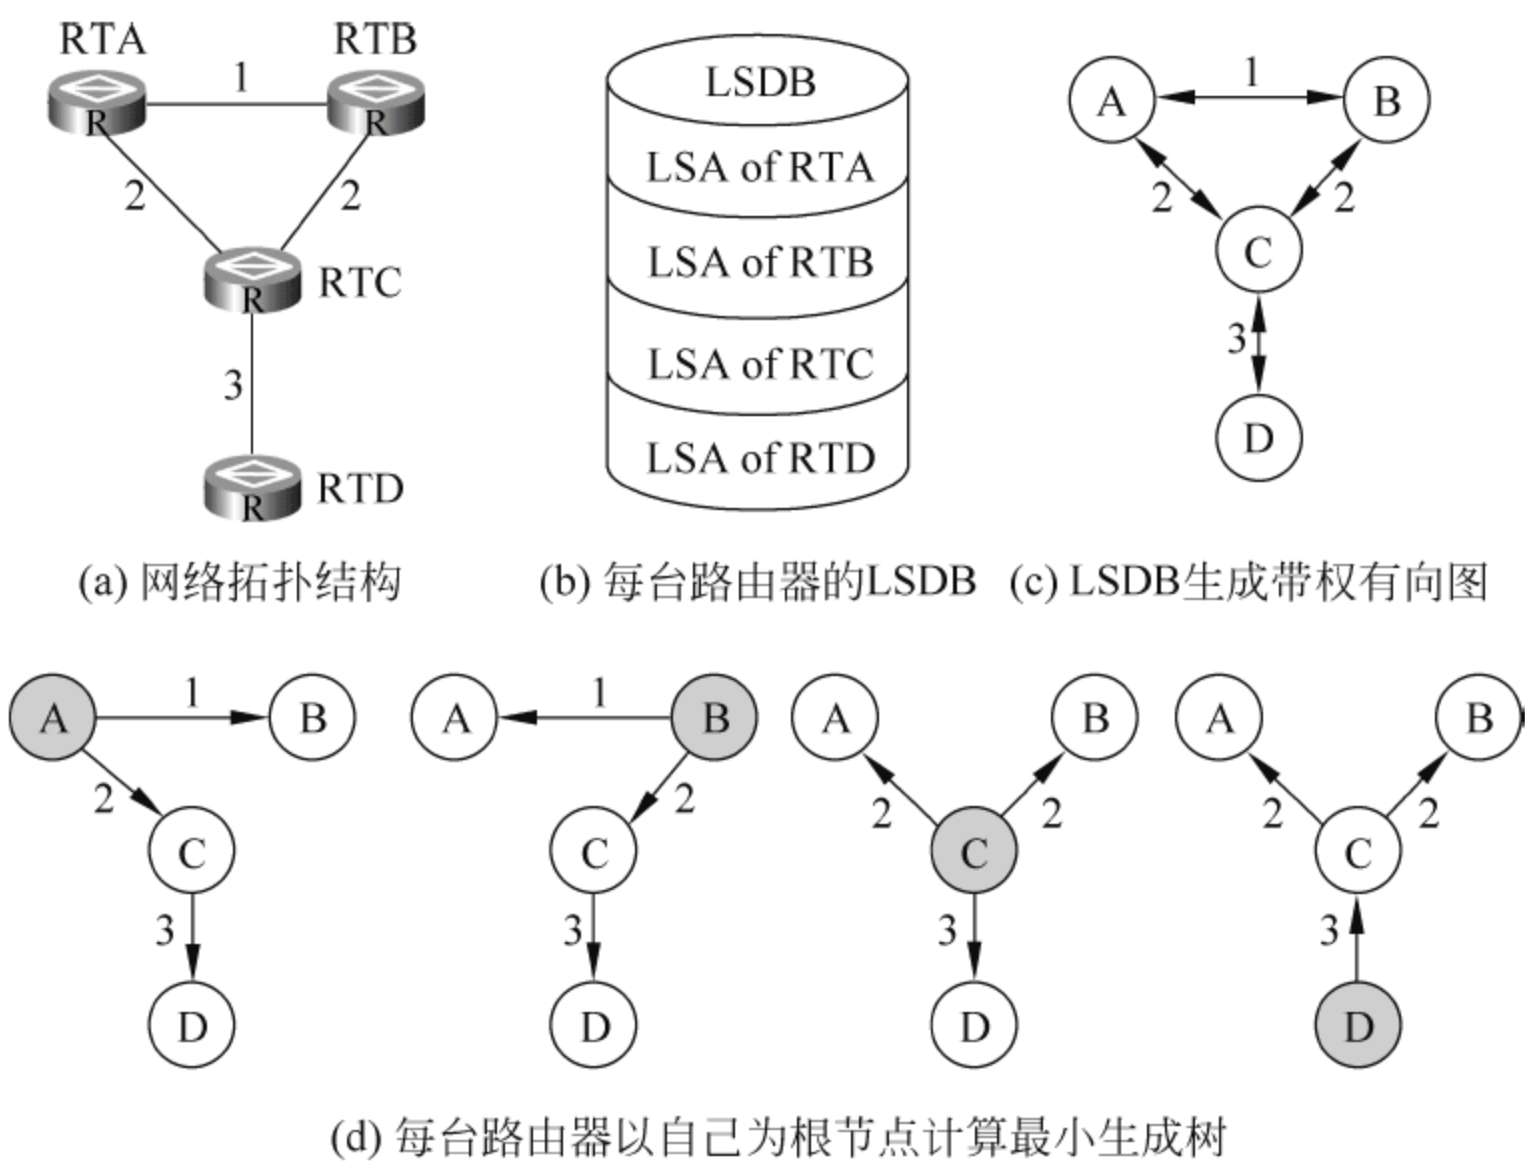 RTA
RTB
1
R
R
2
2
RTC
R
3
RTD
R
(a) 网络拓扑结构
LSDB
LSA of RTA
LSA of RTB
LSA of RTC
LSA of RTD
(b) 每台路由器的LSDB
1
A
B
2
2
C
3
D
(c) LSDB生成带权有向图
A
1
B
2
C
3
D
A
1
B
2
C
3
D
A
B
2
2
C
3
D
A
B
2
2
C
3
D
(d) 每台路由器以自己为根节点计算最小生成树